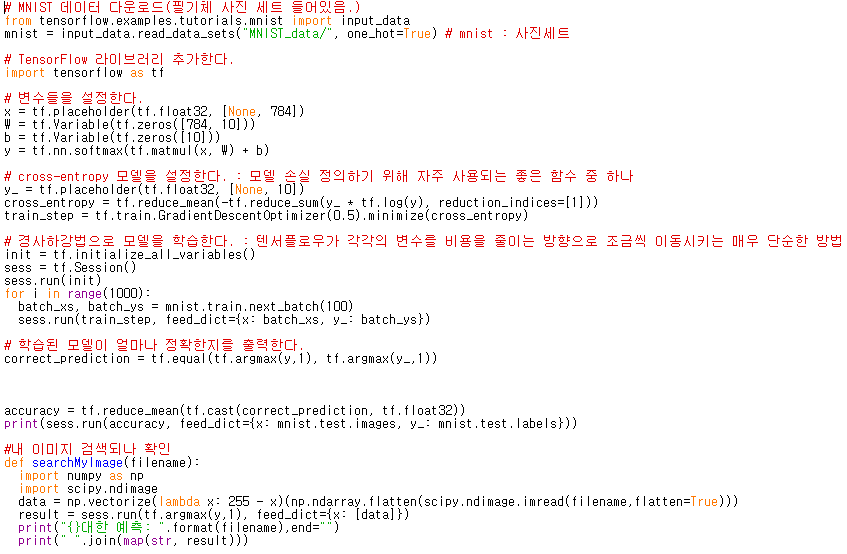 # MNIST 데이터 다운로드(필기체 사진 세트 들어있음.)
from tensorflow.examples.tutorials.mnist import input_data
mnist = input_data.read_data_sets("MNIST_data/", one_hot=True) # mnist : 사진세트
# TensorFlow 라이브러리 추가한다.
import tensorflow as tf
# 변수들을 설정한다.
x = tf.placeholder(tf.float32, [None, 784])
W = tf.Variable(tf.zeros([784, 10]))
b = tf.Variable(tf.zeros([10]))
y = tf.nn.softmax(tf.matmul(x, W) + b)
# cross-entropy 모델을 설정한다. : 모델 손실 정의하기 위해 자주 사용되는 좋은 함수 중 하나
y_ = tf.placeholder(tf.float32, [None, 10])
cross_entropy = tf.reduce_mean(-tf.reduce_sum(y_ * tf.log(y), reduction_indices=[1]))
train_step = tf.train.GradientDescentOptimizer(0.5).minimize(cross_entropy)
# 경사하강법으로 모델을 학습한다. : 텐서플로우가 각각의 변수를 비용을 줄이는 방향으로 조금씩 이동시키는 매우 단순한 방법
init = tf.initialize_all_variables()
sess = tf.Session()
sess.run(init)
for i in range(1000):
  batch_xs, batch_ys = mnist.train.next_batch(100)
  sess.run(train_step, feed_dict={x: batch_xs, y_: batch_ys})
# 학습된 모델이 얼마나 정확한지를 출력한다.
correct_prediction = tf.equal(tf.argmax(y,1), tf.argmax(y_,1))
accuracy = tf.reduce_mean(tf.cast(correct_prediction, tf.float32))
print(sess.run(accuracy, feed_dict={x: mnist.test.images, y_: mnist.test.labels}))
#내 이미지 검색되나 확인
def searchMyImage(filename):
  import numpy as np
  import scipy.ndimage
  data = np.vectorize(lambda x: 255 - x)(np.ndarray.flatten(scipy.ndimage.imread(filename,flatten=True)))
  result = sess.run(tf.argmax(y,1), feed_dict={x: [data]})
  print("{}대한 예측: ".format(filename),end="")
  print(" ".join(map(str, result)))